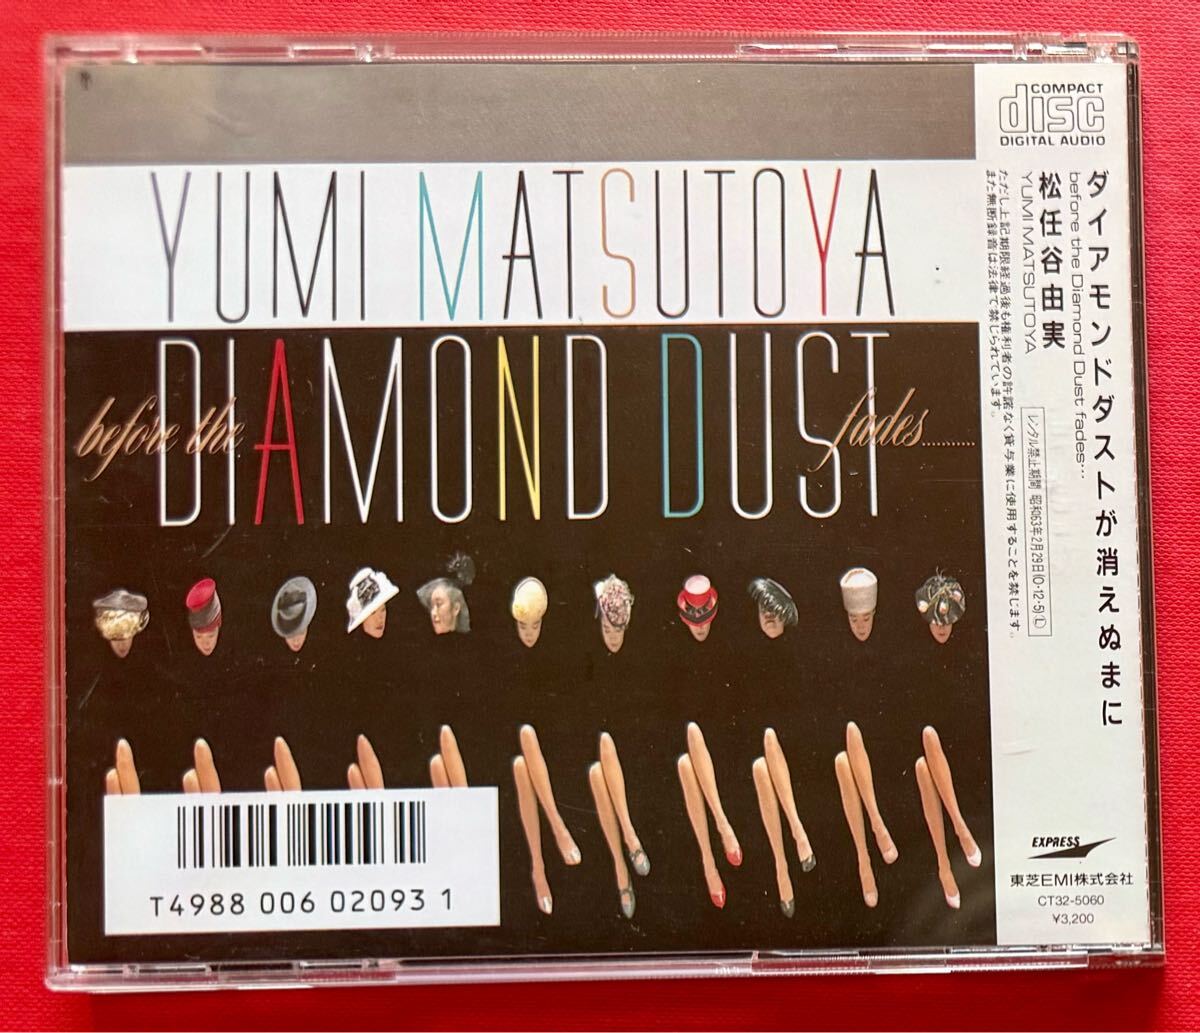 YUMI MATSUTOYA
before the DIAMOND DUST fades...........
T4988 006 02093 1
COMPACT
disc
DIGITAL AUDIO
ダイアモンドダストが消えぬまに
before the Diamond Dust fades…
松任谷由実
YUMI MATSUTOYA
レンタル禁止期間 昭和63年2月29日(O・12・5)Ⓛ
ただし上記期限経過後も権利者の許諾なく貸与業に使用することを禁じます。
また無断録音は法律で禁じられています。
EXPRESS
東芝EMI株式会社
CT32-5060
¥3,200